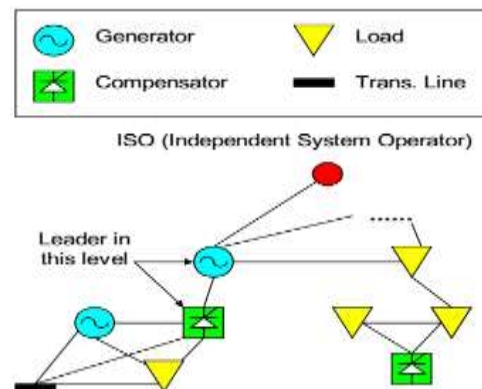 Generator
Load
Compensator
Trans. Line
ISO (Independent System Operator)
Leader in
this level